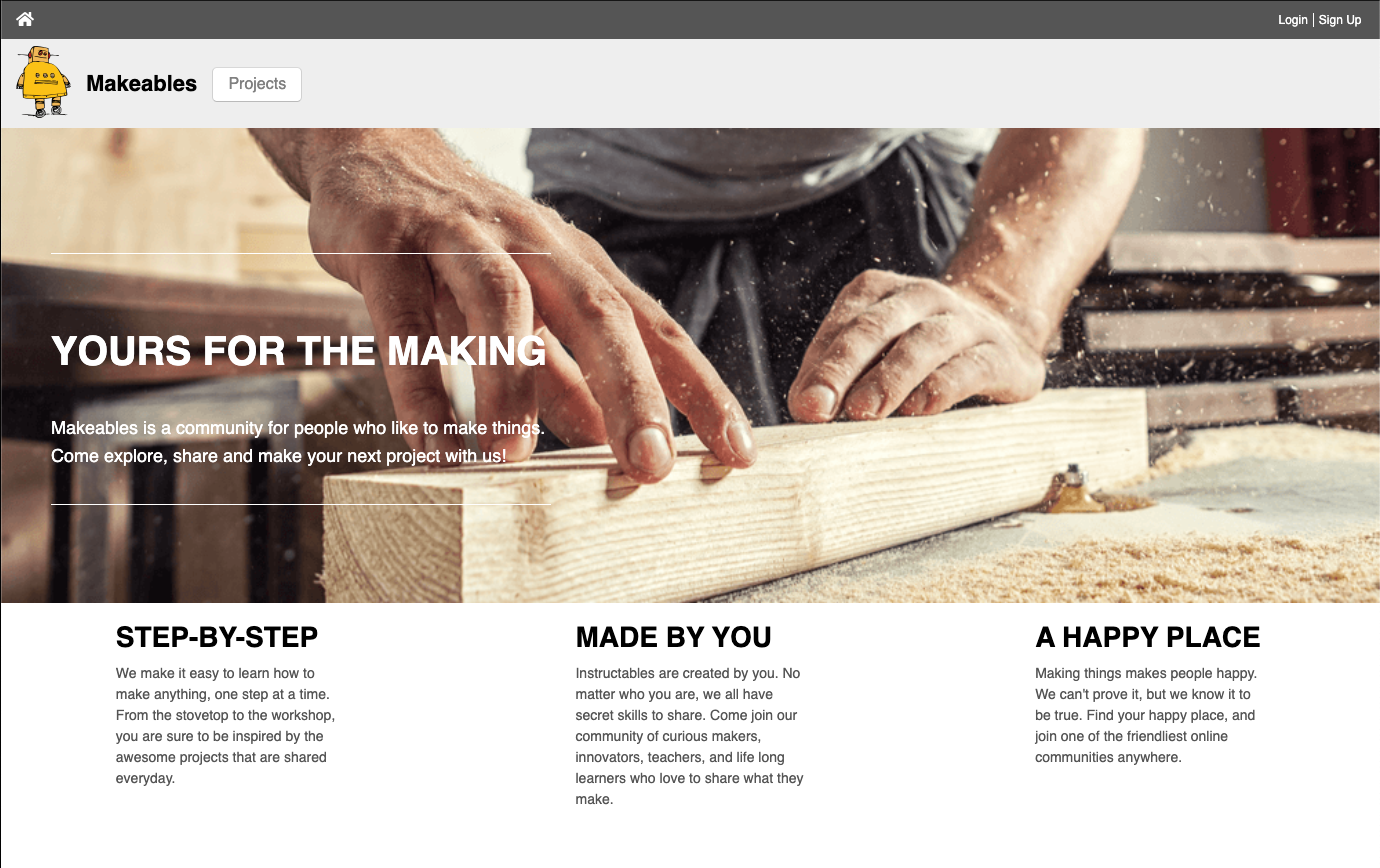 Login | Sign Up
Makeables
Projects
YOURS FOR THE MAKING
Makeables is a community for people who like to make things.
Come explore, share and make your next project with us!
STEP-BY-STEP
We make it easy to learn how to
make anything, one step at a time.
From the stovetop to the workshop,
you are sure to be inspired by the
awesome projects that are shared
everyday.
MADE BY YOU
Instructables are created by you. No
matter who you are, we all have
secret skills to share. Come join our
community of curious makers,
innovators, teachers, and life long
learners who love to share what they
make.
A HAPPY PLACE
Making things makes people happy.
We can't prove it, but we know it to
be true. Find your happy place, and
join one of the friendliest online
communities anywhere.